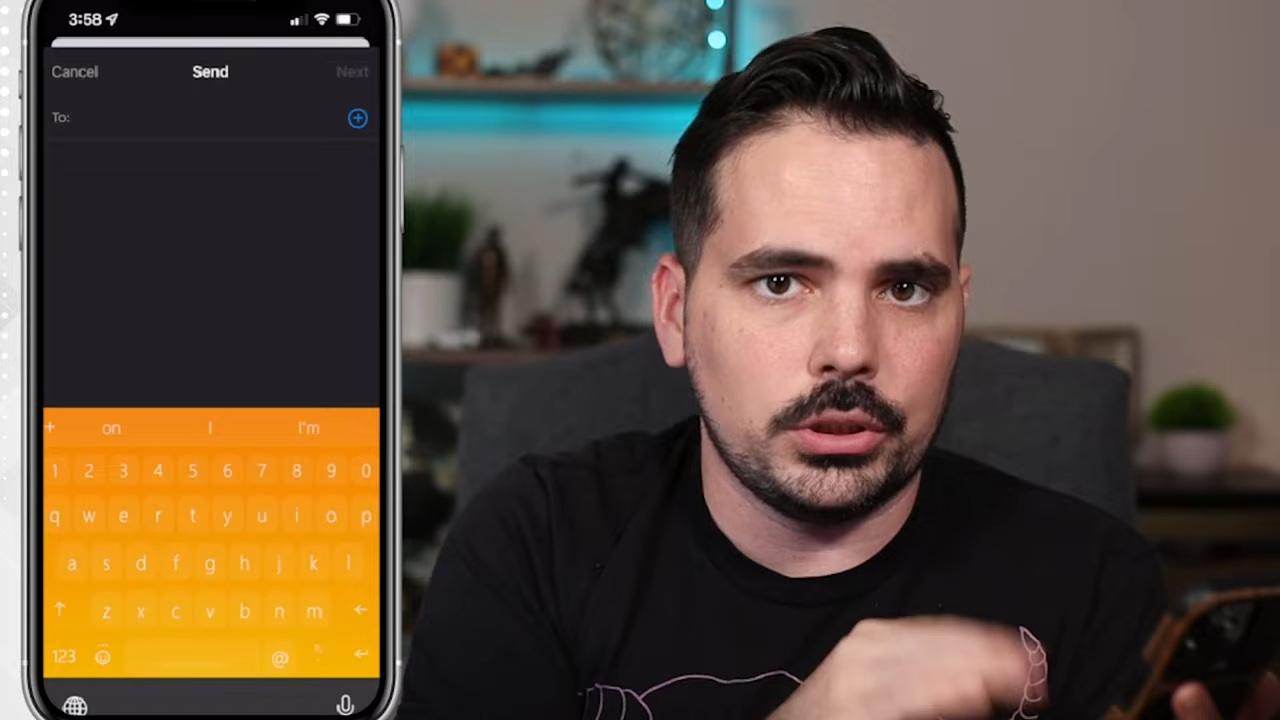 3:58
Cancel Send Next
To:
+ on I I'm
1 2 3 4 5 6 7 8 9 0
q w e r t y u i o p
a s d f g h j k l
z x c v b n m
123 @